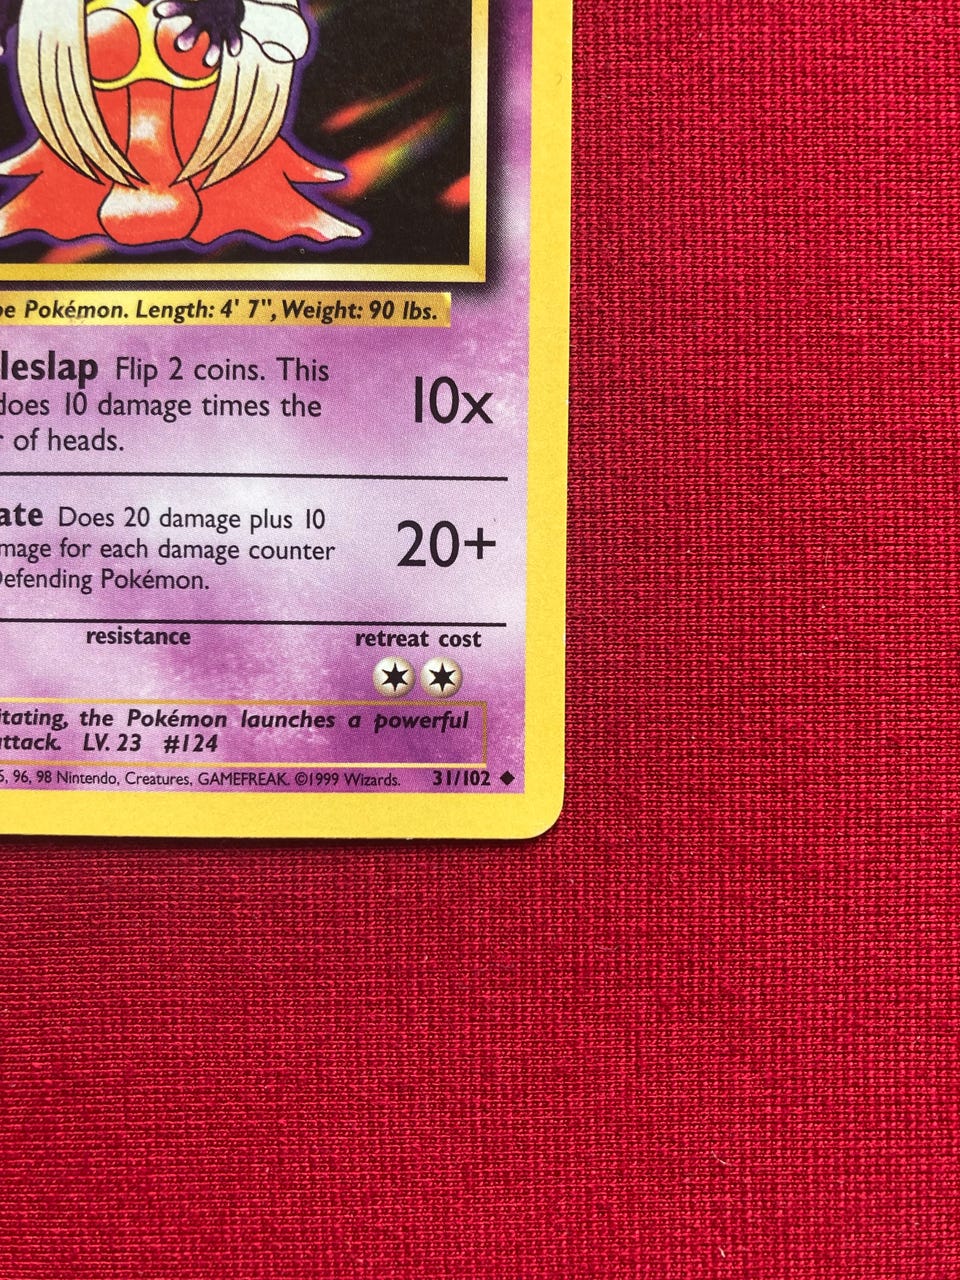 Pokémon. Length: 4' 7", Weight: 90 lbs.
leslap Flip 2 coins. This
does 10 damage times the
of heads.
10x
ate Does 20 damage plus 10
mage for each damage counter
Defending Pokémon.
20+
resistance
retreat cost
itating, the Pokémon launches a powerful
attack. LV. 23 #124
5, 96, 98 Nintendo, Creatures, GAMEFREAK. ©1999 Wizards. 31/102